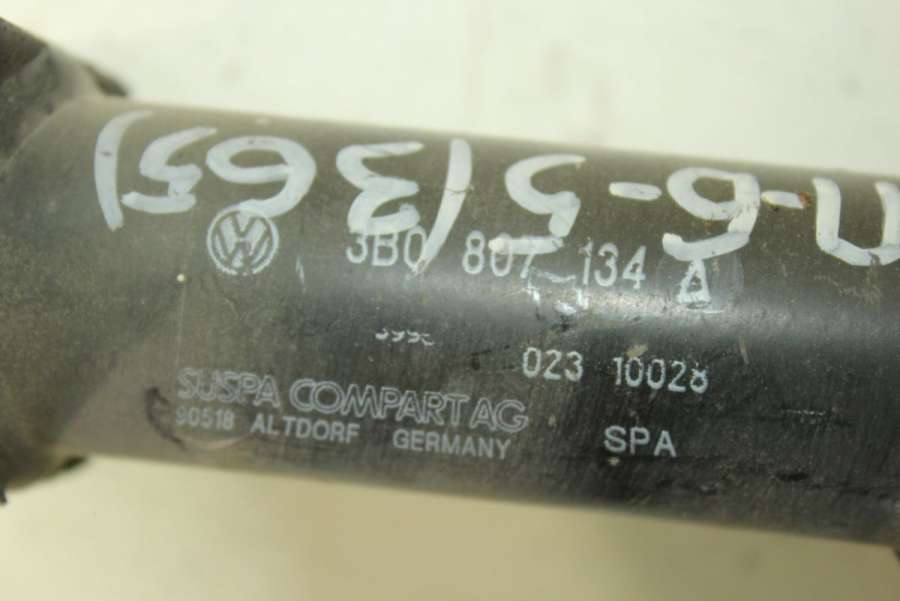 3B0 807 134 A
023 10028
SUSPA COMPART AG
90518 ALTDORF GERMANY SPA